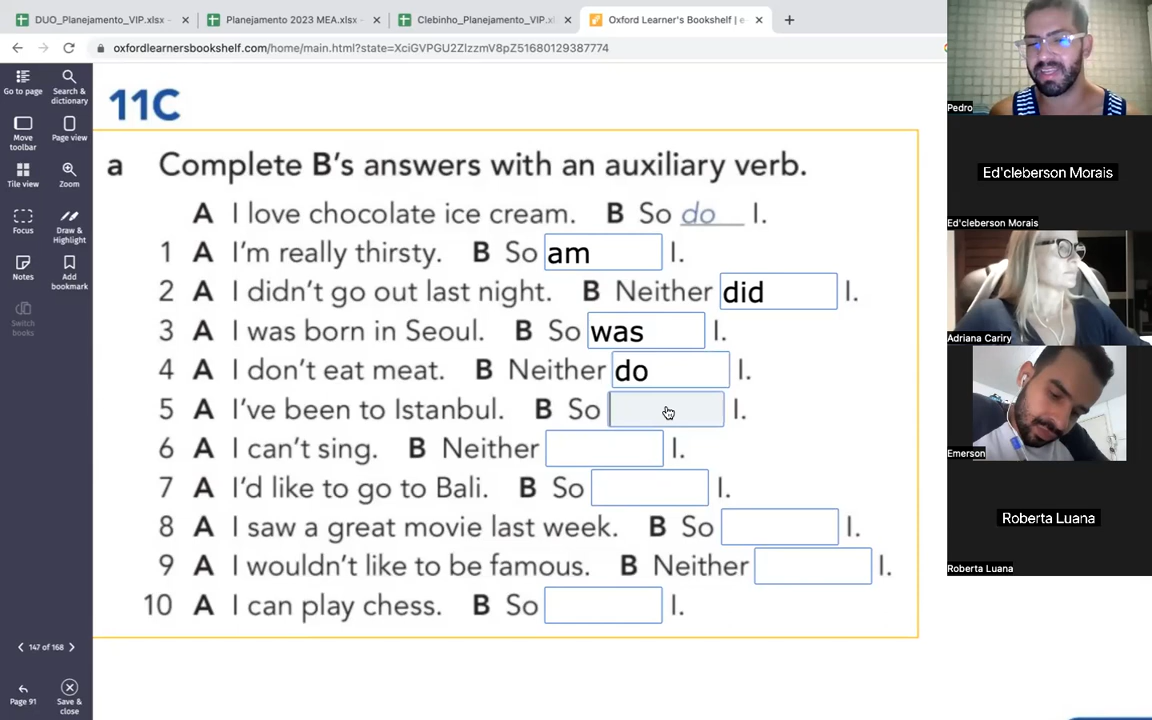 DUO_Planejamento_VIP.xlsx -
Planejamento 2023 MEA.xlsx -
Clebinho_Planejamento_VIP.xl
Oxford Learner's Bookshelf | e-
oxfordlearnersbookshelf.com/home/main.html?state=XciGVPGU2ZIzzmV8pZ51680129387774
Go to page
Search & dictionary
Move toolbar
Page view
Tile view
Zoom
Focus
Draw & Highlight
Notes
Add bookmark
Switch books
147 of 168
Page 91
Save & close
11C
a Complete B's answers with an auxiliary verb.
A I love chocolate ice cream. B So do I.
1 A I'm really thirsty. B So am I.
2 A I didn't go out last night. B Neither did I.
3 A I was born in Seoul. B So was I.
4 A I don't eat meat. B Neither do I.
5 A I've been to Istanbul. B So I.
6 A I can't sing. B Neither I.
7 A I'd like to go to Bali. B So I.
8 A I saw a great movie last week. B So I.
9 A I wouldn't like to be famous. B Neither I.
10 A I can play chess. B So I.
Pedro
Ed'cleberson Morais
Ed'cleberson Morais
Adriana Cariry
Emerson
Roberta Luana
Roberta Luana